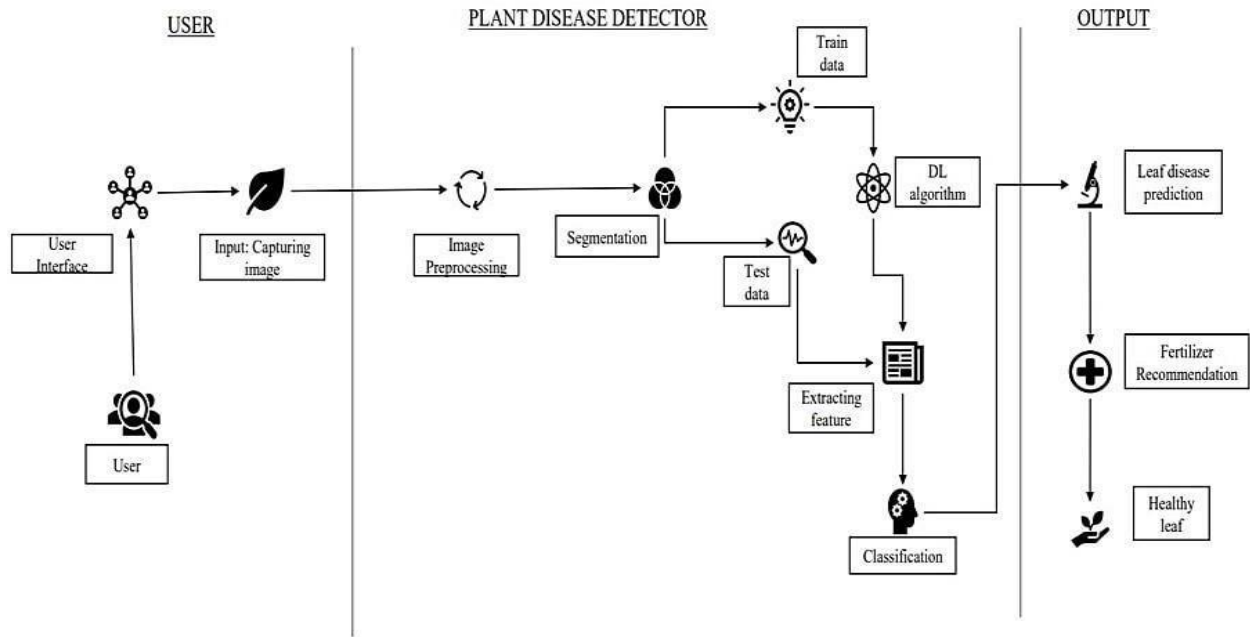 USER
PLANT DISEASE DETECTOR
OUTPUT
Train
data
DL
algorithm
Leaf disease
prediction
User
Interface
Input: Capturing
image
Image
Preprocessing
Segmentation
Test
data
Fertilizer
Recommendation
Extracting
feature
User
Healthy
leaf
Classification